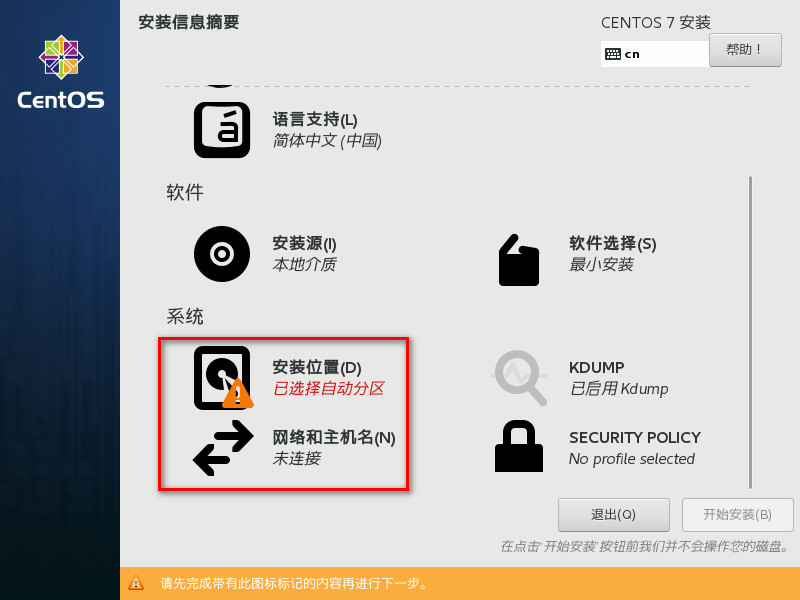 安装信息摘要
CENTOS 7 安装
cn
帮助！
CentOS
á
语言支持(L)
简体中文 (中国)
软件
安装源(I)
本地介质
软件选择(S)
最小安装
系统
安装位置(D)
已选择自动分区
KDUMP
已启用 Kdump
网络和主机名(N)
未连接
SECURITY POLICY
No profile selected
退出(Q)
开始安装(B)
在点击'开始安装'按钮前我们并不会操作您的磁盘。
请先完成带有此图标标记的内容再进行下一步。